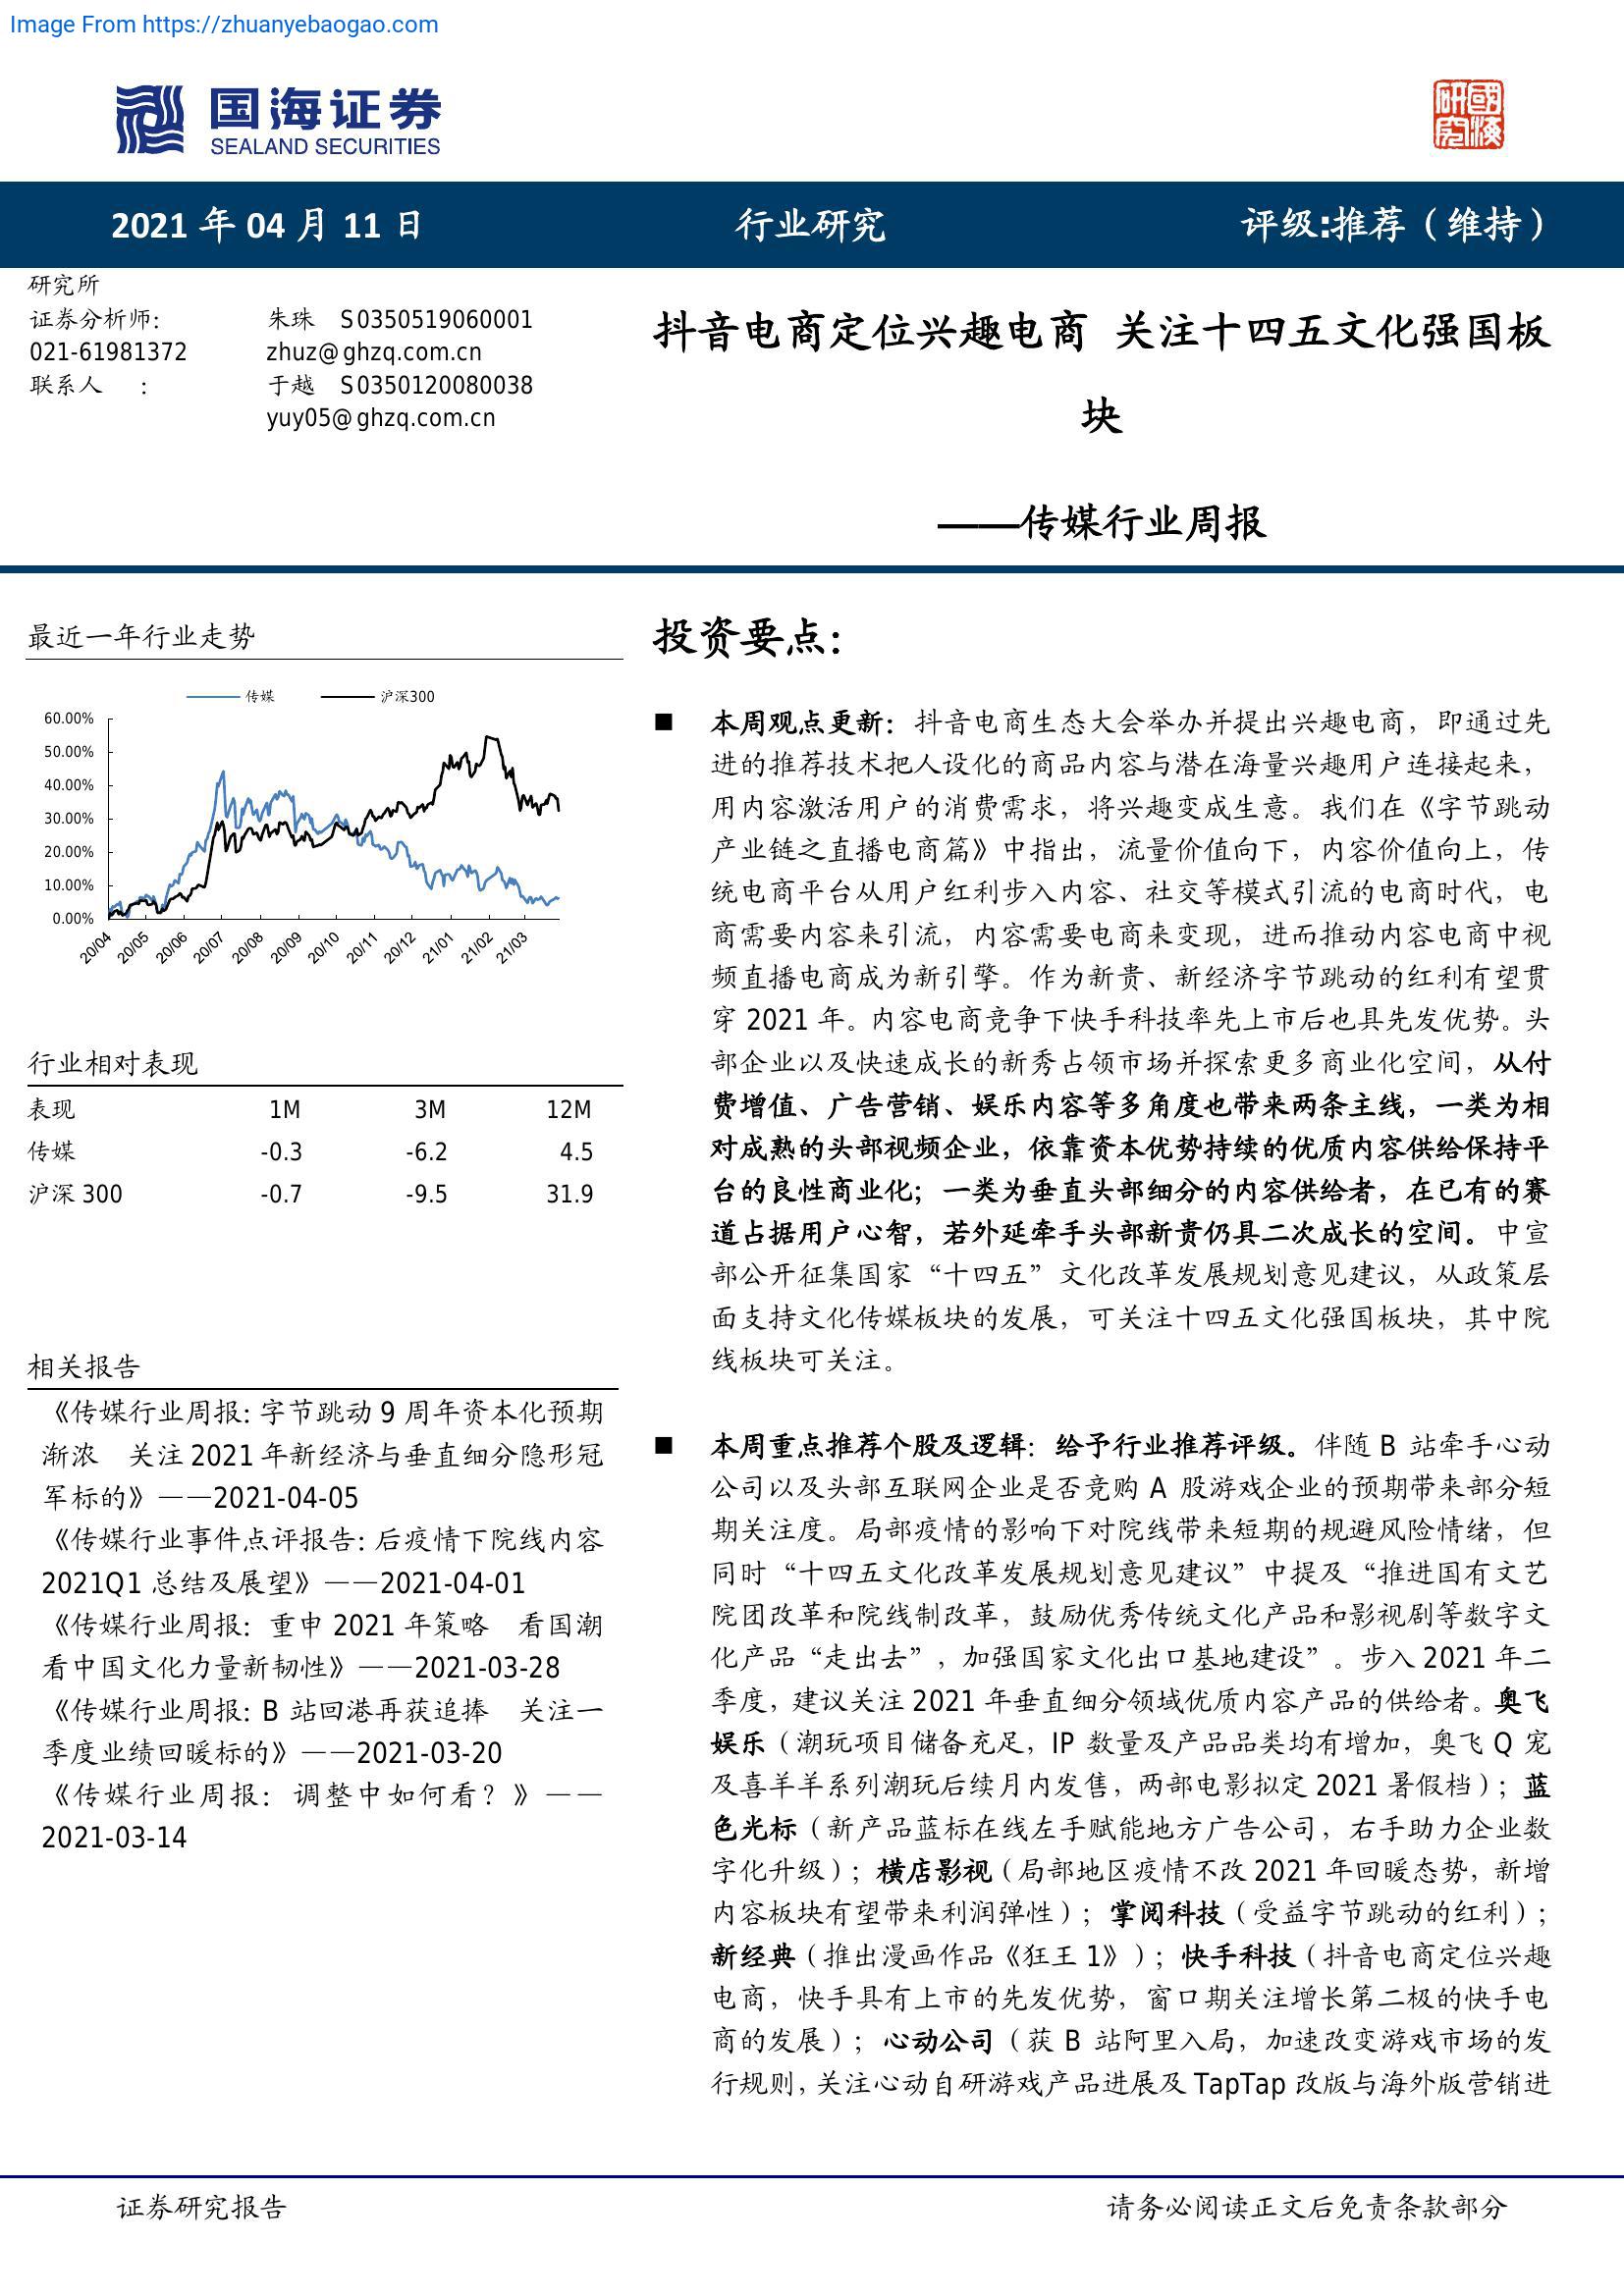 Image From https://zhuanyebaogao.com
国海证券
SEALAND SECURITIES
研國
究海
2021 年 04 月 11 日
行业研究
评级:推荐（维持）
研究所
证券分析师：
朱珠 S0350519060001
021-61981372
zhuz@ghzq.com.cn
联系人 ：
于越 S0350120080038
yuy05@ghzq.com.cn
抖音电商定位兴趣电商 关注十四五文化强国板
块
——传媒行业周报
最近一年行业走势
传媒
沪深300
60.00%
50.00%
40.00%
30.00%
20.00%
10.00%
0.00%
20/04 20/05 20/06 20/07 20/08 20/09 20/10 20/11 20/12 21/01 21/02 21/03
行业相对表现
表现 1M 3M 12M
传媒 -0.3 -6.2 4.5
沪深 300 -0.7 -9.5 31.9
相关报告
《传媒行业周报：字节跳动 9 周年资本化预期
渐浓 关注 2021 年新经济与垂直细分隐形冠
军标的》——2021-04-05
《传媒行业事件点评报告：后疫情下院线内容
2021Q1 总结及展望》——2021-04-01
《传媒行业周报： 重申 2021 年策略 看国潮
看中国文化力量新韧性》——2021-03-28
《传媒行业周报：B 站回港再获追捧 关注一
季度业绩回暖标的》——2021-03-20
《传媒行业周报：调整中如何看？》——
2021-03-14
投资要点：
■ 本周观点更新：抖音电商生态大会举办并提出兴趣电商，即通过先
进的推荐技术把人设化的商品内容与潜在海量兴趣用户连接起来，
用内容激活用户的消费需求，将兴趣变成生意。我们在《字节跳动
产业链之直播电商篇》中指出，流量价值向下，内容价值向上，传
统电商平台从用户红利步入内容、社交等模式引流的电商时代，电
商需要内容来引流，内容需要电商来变现，进而推动内容电商中视
频直播电商成为新引擎。作为新贵、新经济字节跳动的红利有望贯
穿 2021 年。内容电商竞争下快手科技率先上市后也具先发优势。头
部企业以及快速成长的新秀占领市场并探索更多商业化空间，从付
费增值、广告营销、娱乐内容等多角度也带来两条主线，一类为相
对成熟的头部视频企业，依靠资本优势持续的优质内容供给保持平
台的良性商业化；一类为垂直头部细分的内容供给者，在已有的赛
道占据用户心智，若外延牵手头部新贵仍具二次成长的空间。中宣
部公开征集国家“十四五”文化改革发展规划意见建议，从政策层
面支持文化传媒板块的发展，可关注十四五文化强国板块，其中院
线板块可关注。
■ 本周重点推荐个股及逻辑：给予行业推荐评级。伴随 B 站牵手心动
公司以及头部互联网企业是否竞购 A 股游戏企业的预期带来部分短
期关注度。局部疫情的影响下对院线带来短期的规避风险情绪，但
同时“十四五文化改革发展规划意见建议”中提及“推进国有文艺
院团改革和院线制改革，鼓励优秀传统文化产品和影视剧等数字文
化产品“走出去”，加强国家文化出口基地建设”。步入 2021 年二
季度，建议关注 2021 年垂直细分领域优质内容产品的供给者。奥飞
娱乐（潮玩项目储备充足，IP 数量及产品品类均有增加，奥飞 Q 宠
及喜羊羊系列潮玩后续月内发售，两部电影拟定 2021 暑假档）；蓝
色光标（新产品蓝标在线左手赋能地方广告公司，右手助力企业数
字化升级）；横店影视（局部地区疫情不改 2021 年回暖态势，新增
内容板块有望带来利润弹性）；掌阅科技（受益字节跳动的红利）；
新经典（推出漫画作品《狂王 1》）；快手科技（抖音电商定位兴趣
电商，快手具有上市的先发优势，窗口期关注增长第二极的快手电
商的发展）；心动公司（获 B 站阿里入局，加速改变游戏市场的发
行规则，关注心动自研游戏产品进展及 TapTap 改版与海外版营销进
证券研究报告
请务必阅读正文后免责条款部分